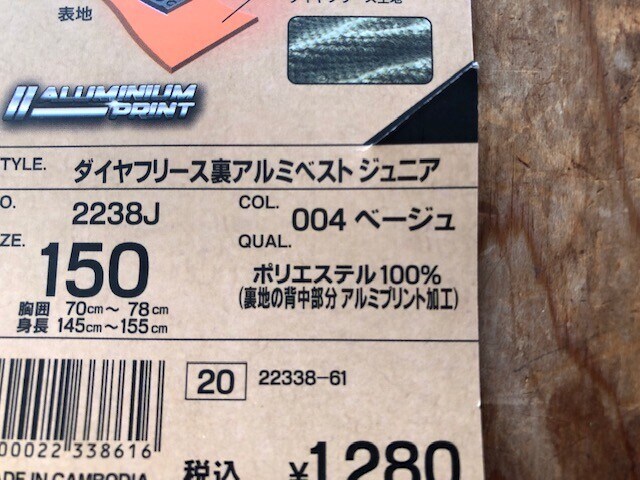 表地
ALUMINIUM
PRINT
TYLE. ダイヤフリース裏アルミベスト ジュニア
O. 2238J COL. 004 ベージュ
ZE. 150 QUAL. ポリエステル100%
(裏地の背中部分 アルミプリント加工)
胸囲 70cm～ 78cm
身長 145cm～155cm
20 22338-61
00022 338616
ADE IN CAMBODIA
税込 ¥1280